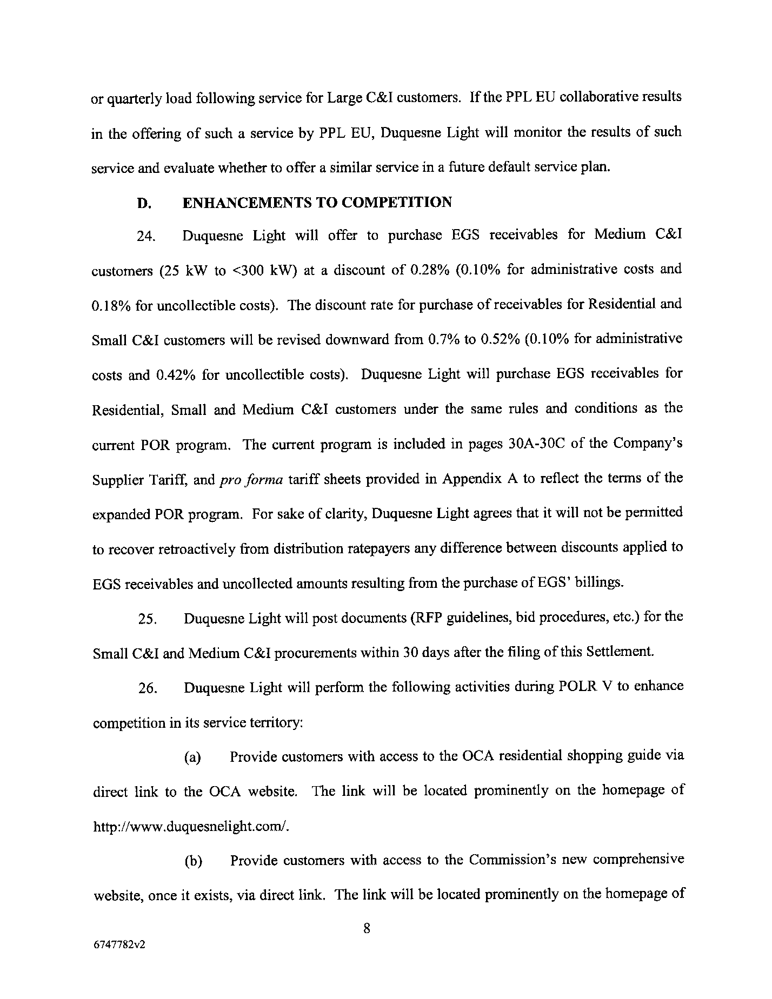 or quarterly load following service for Large C&I customers. If the PPL EU collaborative results
in the offering of such a service by PPL EU, Duquesne Light will monitor the results of such
service and evaluate whether to offer a similar service in a future default service plan.
D. ENHANCEMENTS TO COMPETITION
24. Duquesne Light will offer to purchase EGS receivables for Medium C&I
customers (25 kW to <300 kW) at a discount of 0.28% (0.10% for administrative costs and
0.18% for uncollectible costs). The discount rate for purchase of receivables for Residential and
Small C&I customers will be revised downward from 0.7% to 0.52% (0.10% for administrative
costs and 0.42% for uncollectible costs). Duquesne Light will purchase EGS receivables for
Residential, Small and Medium C&I customers under the same rules and conditions as the
current POR program. The current program is included in pages 30A-30C of the Company's
Supplier Tariff, and pro forma tariff sheets provided in Appendix A to reflect the terms of the
expanded POR program. For sake of clarity, Duquesne Light agrees that it will not be permitted
to recover retroactively from distribution ratepayers any difference between discounts applied to
EGS receivables and uncollected amounts resulting from the purchase of EGS' billings.
25. Duquesne Light will post documents (RFP guidelines, bid procedures, etc.) for the
Small C&I and Medium C&I procurements within 30 days after the filing of this Settlement.
26. Duquesne Light will perform the following activities during POLR V to enhance
competition in its service territory:
(a) Provide customers with access to the OCA residential shopping guide via
direct link to the OCA website. The link will be located prominently on the homepage of
http://www.duquesnelight.com/.
(b) Provide customers with access to the Commission's new comprehensive
website, once it exists, via direct link. The link will be located prominently on the homepage of
8
6747782v2